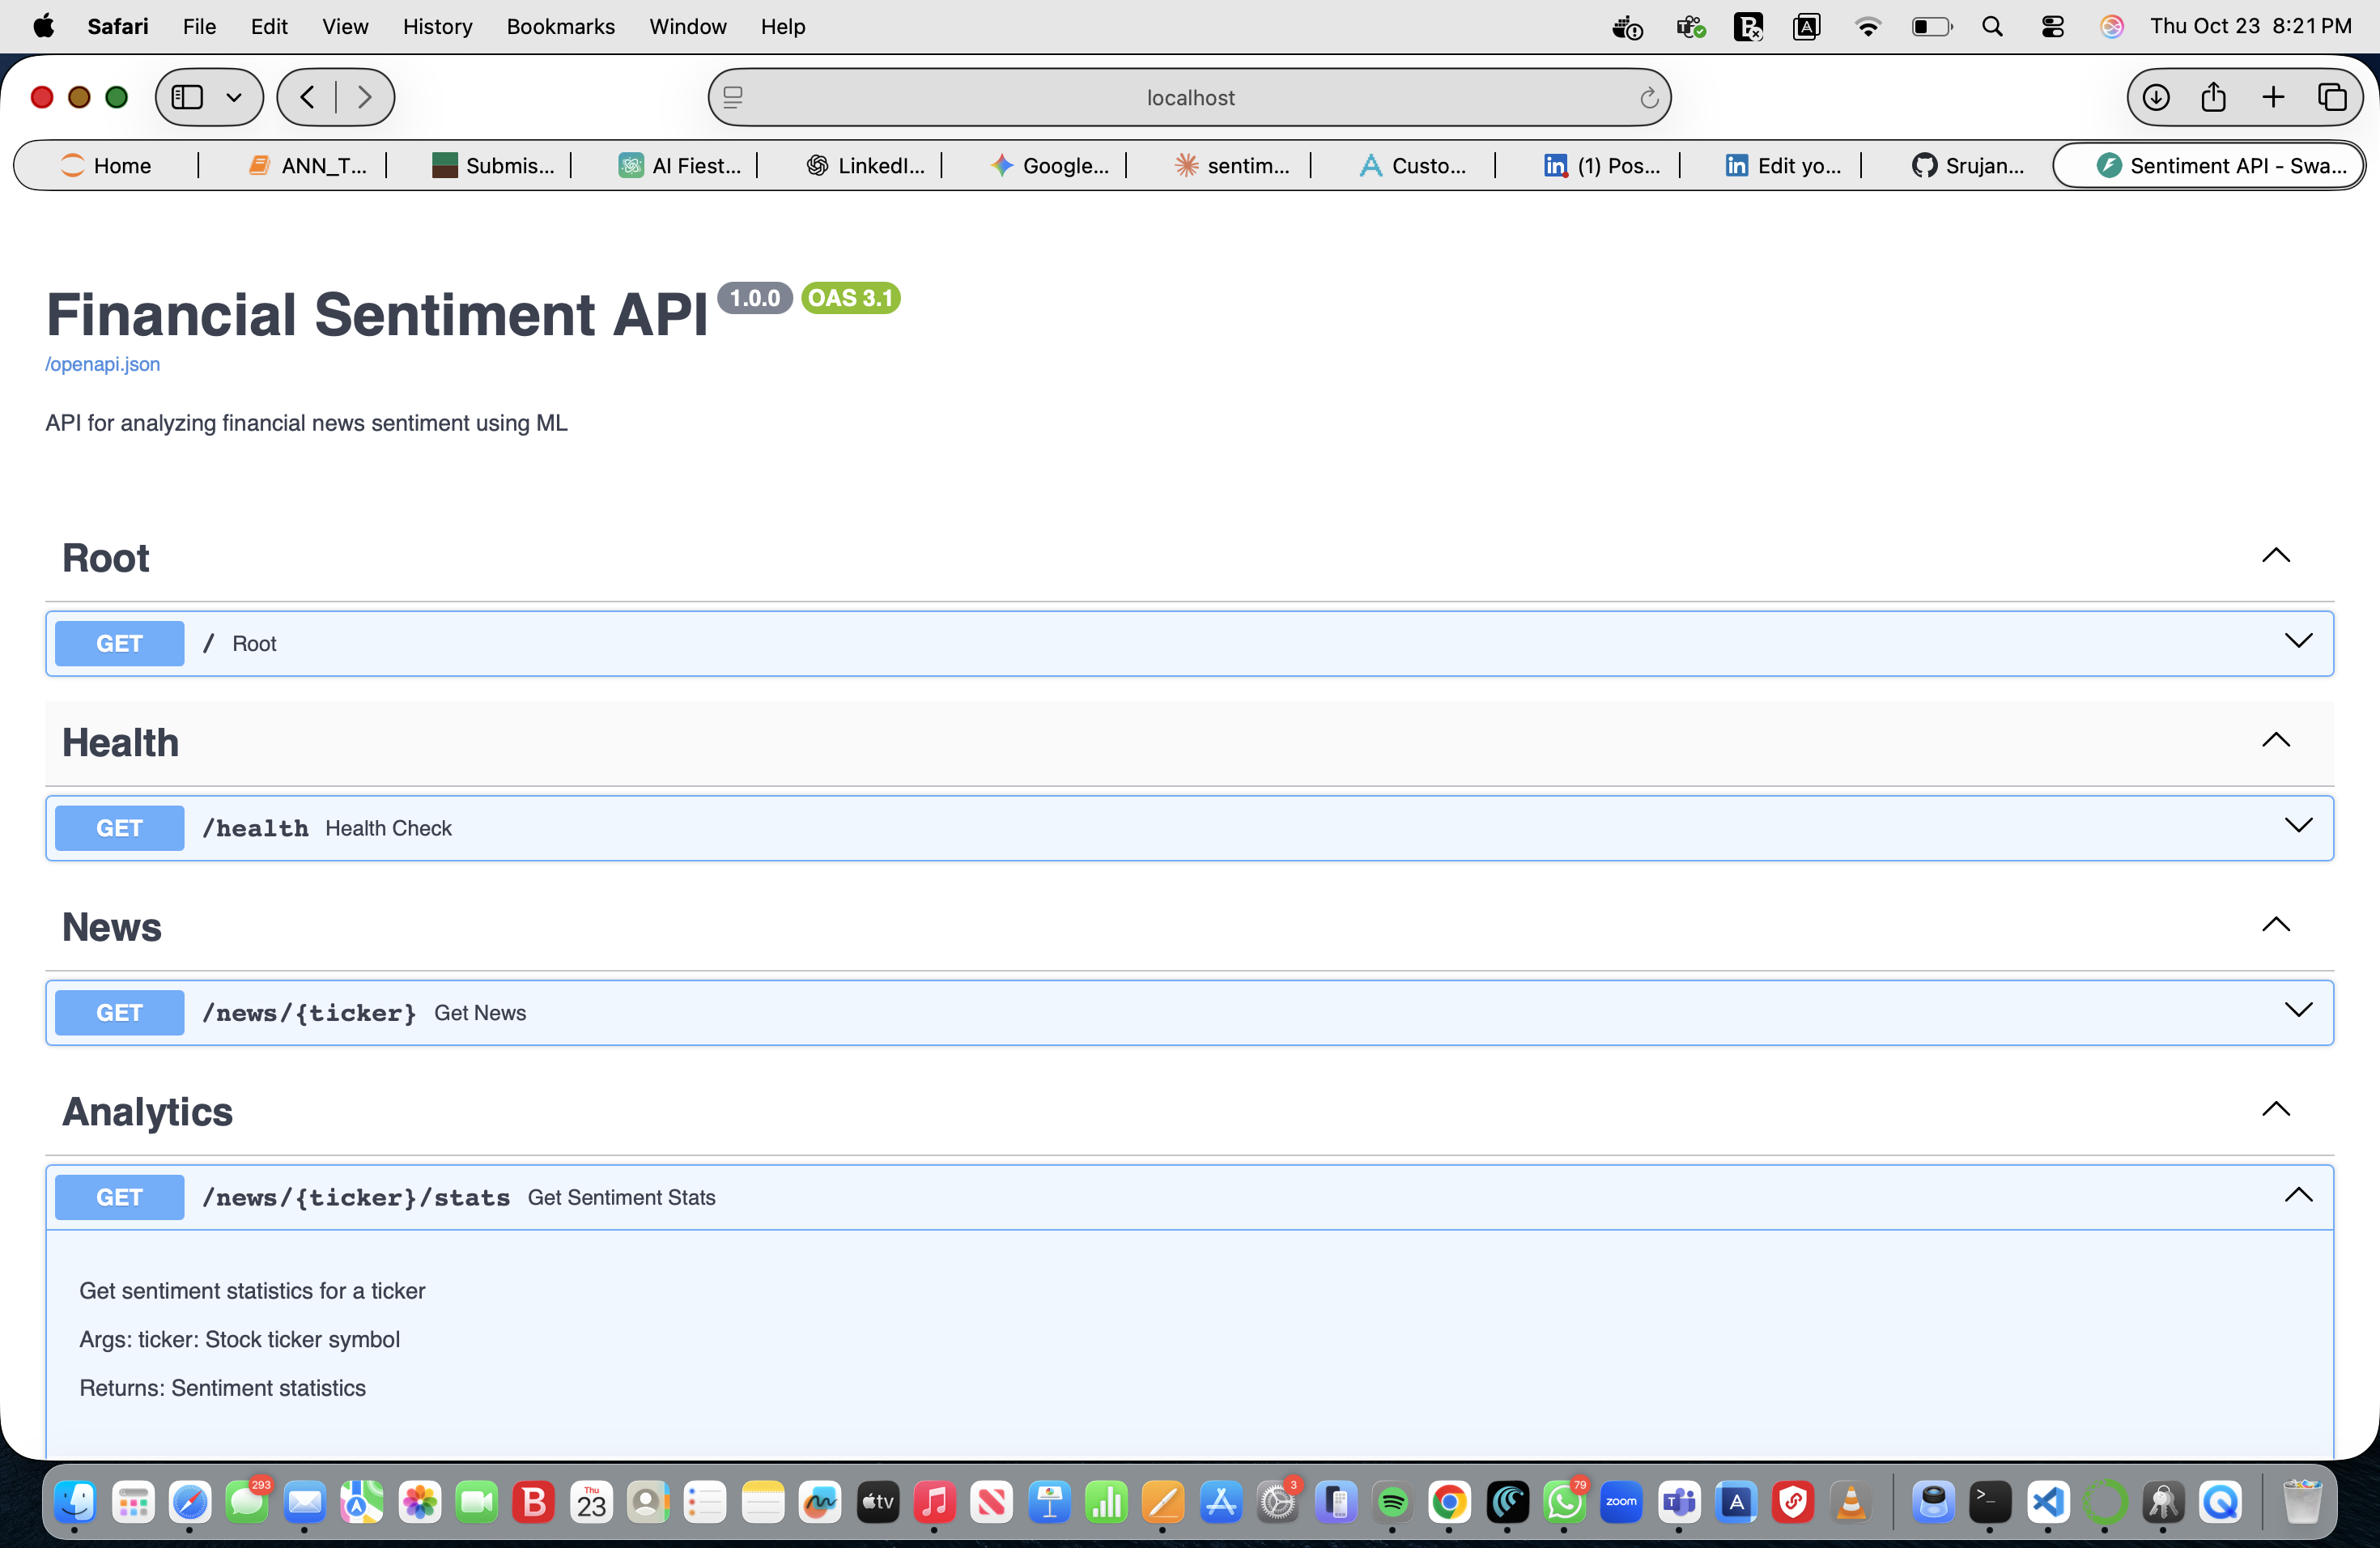 Safari File Edit View History Bookmarks Window Help Thu Oct 23 8:21 PM
localhost
Home ANN_T... Submis... AI Fiest... LinkedI... Google... sentim... Custo... (1) Pos... Edit yo... Srujan... Sentiment API - Swa...
Financial Sentiment API 1.0.0 OAS 3.1
/openapi.json
API for analyzing financial news sentiment using ML
Root
GET / Root
Health
GET /health Health Check
News
GET /news/{ticker} Get News
Analytics
GET /news/{ticker}/stats Get Sentiment Stats
Get sentiment statistics for a ticker
Args: ticker: Stock ticker symbol
Returns: Sentiment statistics
293 Thu 23 tv 3 79 zoom